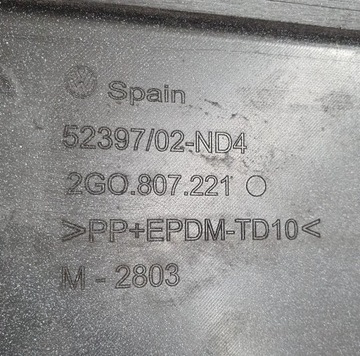 Spain
52397/02-ND4
2GO.807.221
>PP+EPDM-TD10<
M - 2803